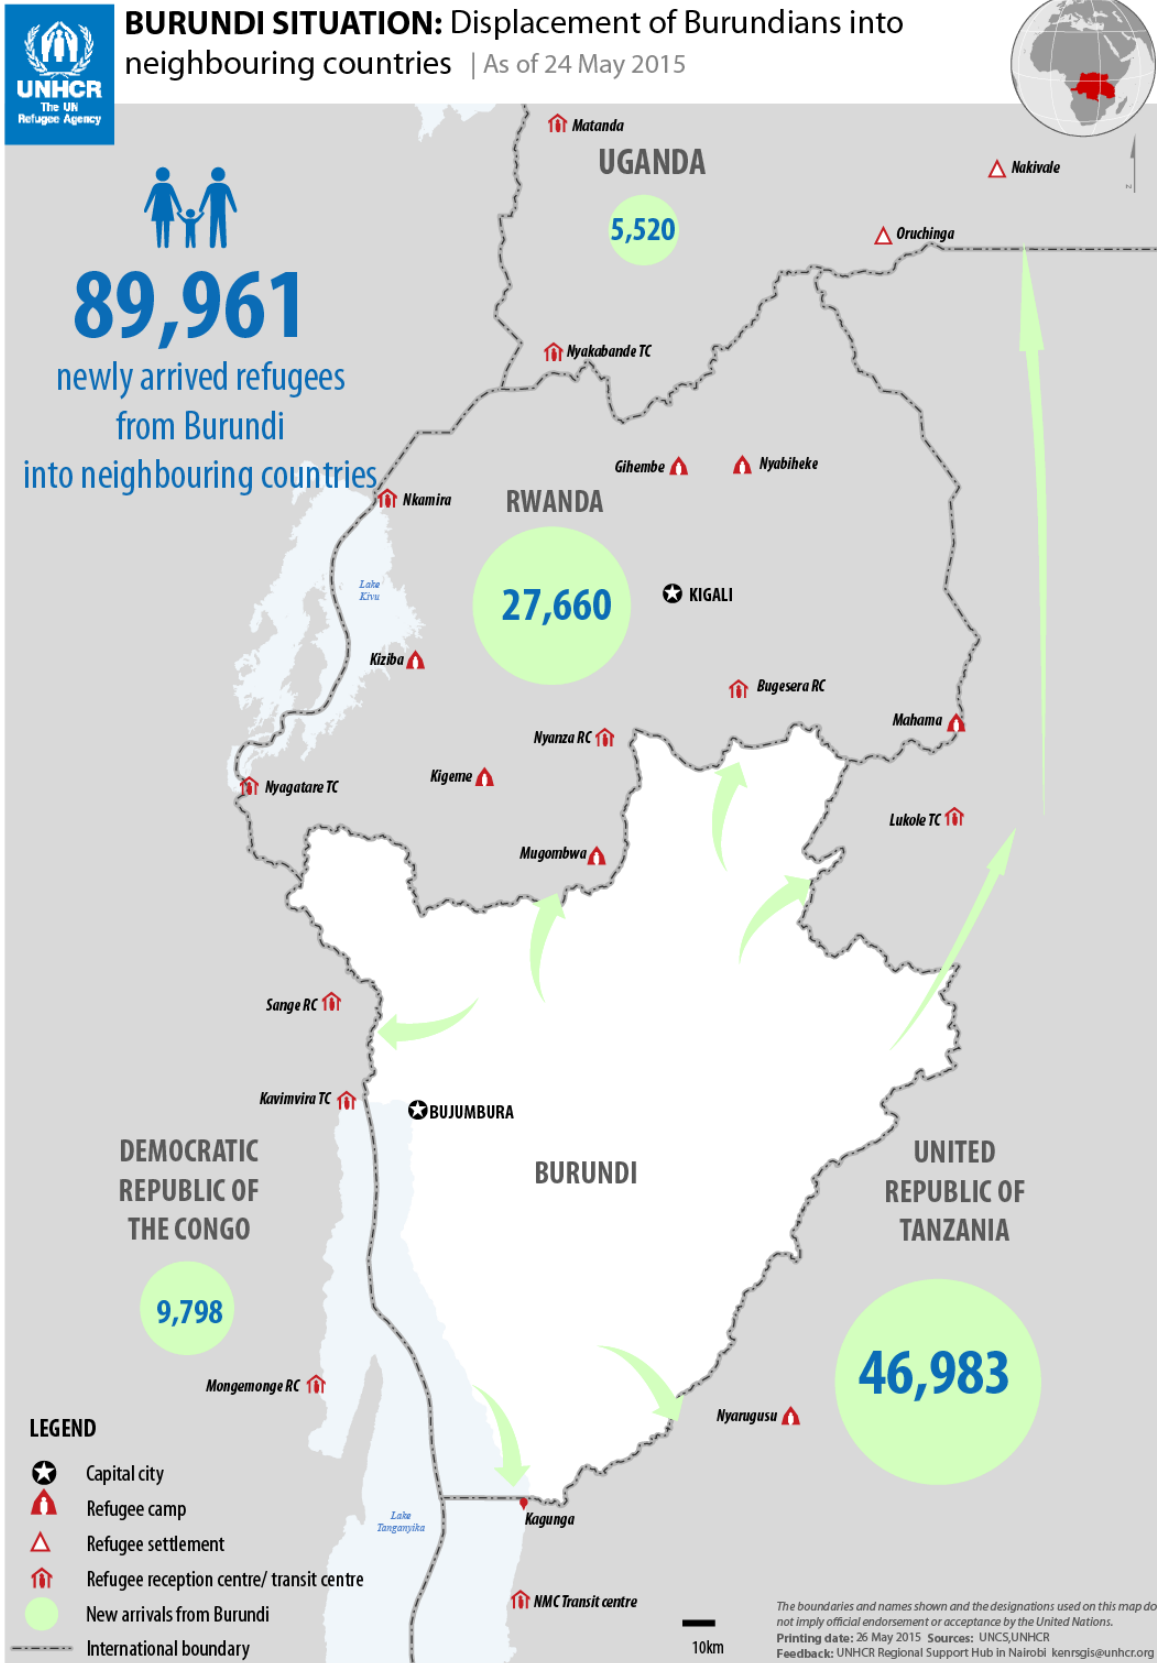 UNHCR
The UN
Refugee Agency
BURUNDI SITUATION: Displacement of Burundians into
neighbouring countries | As of 24 May 2015
89,961
newly arrived refugees
from Burundi
into neighbouring countries
Matanda
UGANDA
5,520
Nakivale
Oruchinga
N
Nyakabande TC
Gihembe
Nyabiheke
Nkamira
RWANDA
27,660
KIGALI
Lake
Kivu
Kiziba
Bugesera RC
Mahama
Nyanza RC
Kigeme
Nyagatare TC
Lukole TC
Mugombwa
Sange RC
Kavimvira TC
BUJUMBURA
DEMOCRATIC
REPUBLIC OF
THE CONGO
9,798
BURUNDI
UNITED
REPUBLIC OF
TANZANIA
46,983
Mongemonge RC
Nyarugusu
LEGEND
Capital city
Refugee camp
Refugee settlement
Refugee reception centre/ transit centre
New arrivals from Burundi
International boundary
Lake
Tanganyika
Kagunga
NMC Transit centre
10km
The boundaries and names shown and the designations used on this map do
not imply official endorsement or acceptance by the United Nations.
Printing date: 26 May 2015 Sources: UNCS,UNHCR
Feedback: UNHCR Regional Support Hub in Nairobi kenrsgis@unhcr.org